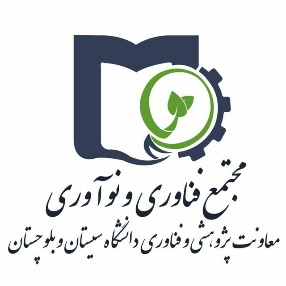 مجتمع فناوری و نوآوری
معاونت پژوهشی و فناوری دانشگاه سیستان و بلوچستان